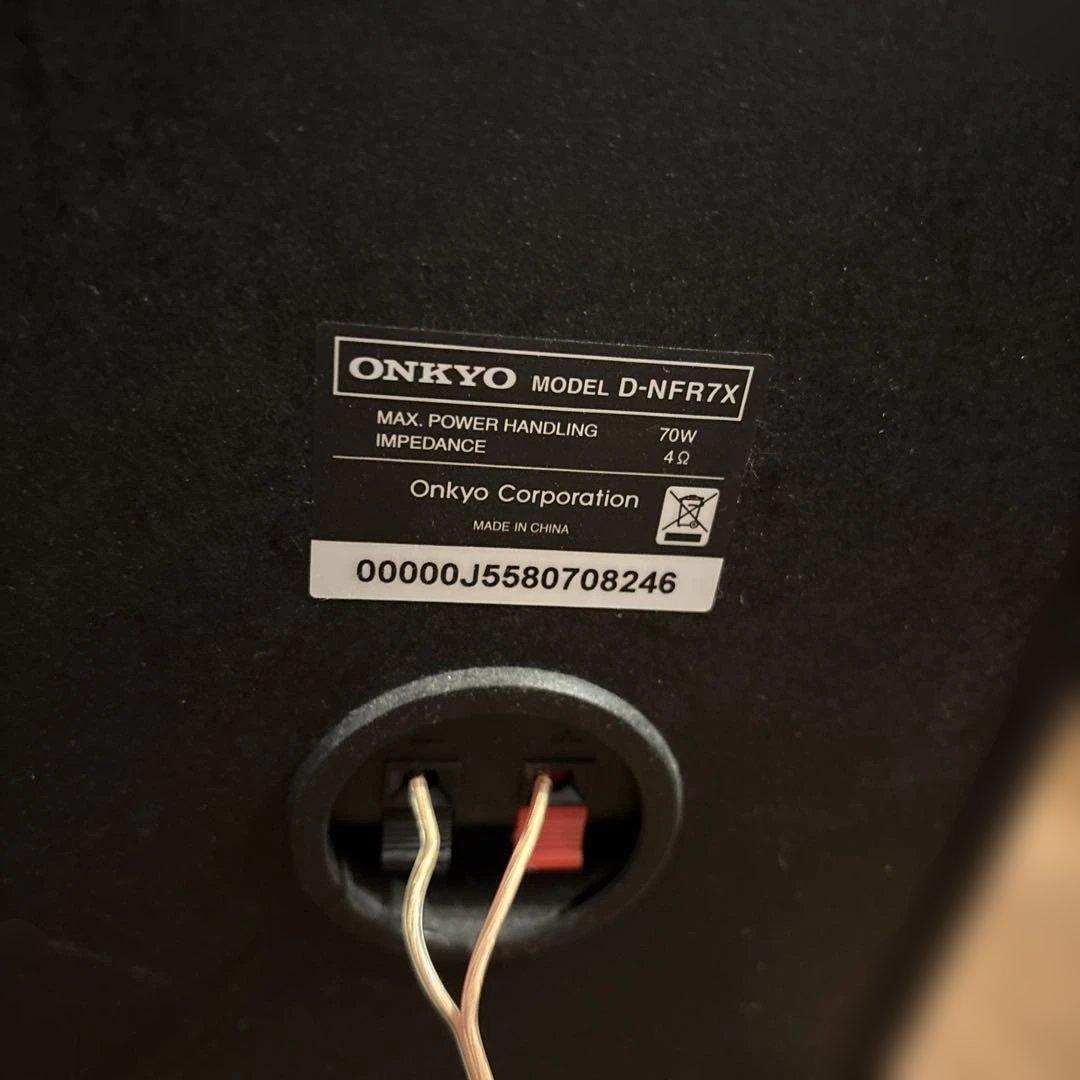 ONKYO MODEL D-NFR7X
MAX. POWER HANDLING 70W
IMPEDANCE 4Ω
Onkyo Corporation
MADE IN CHINA
00000J5580708246